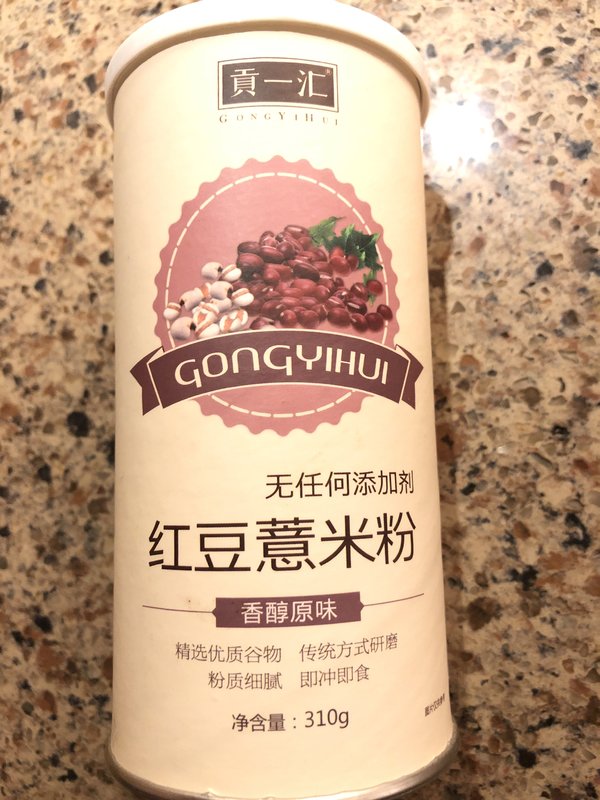 貢一汇®
GONGYIHUI
GONGYIHUI
无任何添加剂
红豆薏米粉
香醇原味
精选优质谷物 传统方式研磨
粉质细腻 即冲即食
净含量：310g